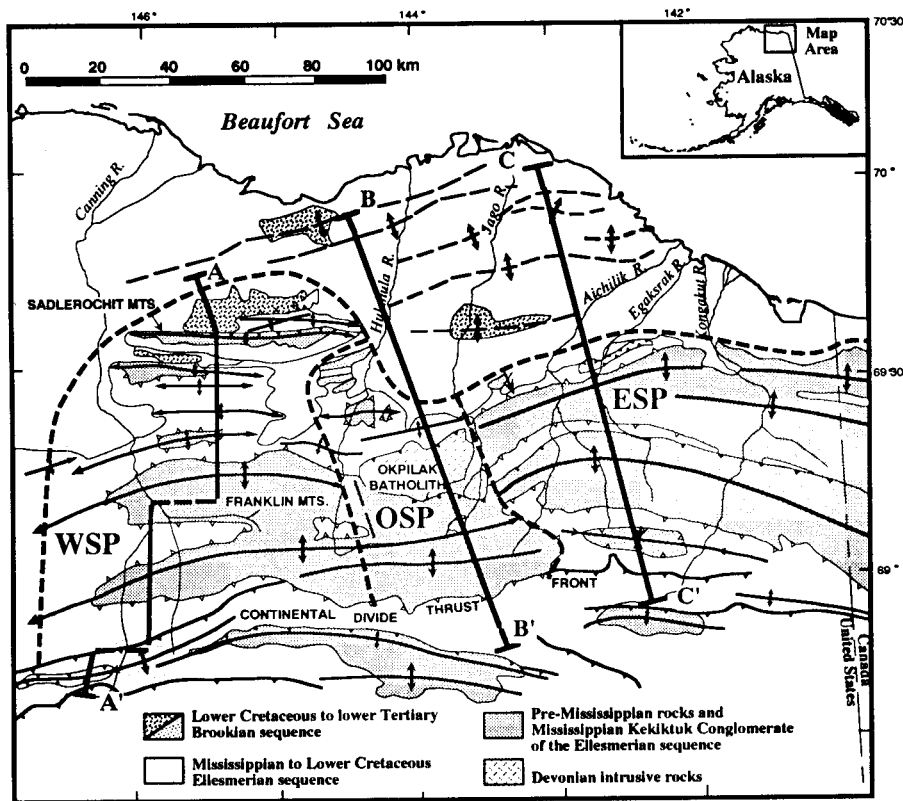 146 144 142
70°30
0 20 40 60 80 100 km
Map
Area
Alaska
Beaufort Sea
Canning R.
C
70°
B
Jago R.
A
Hulahula R.
Aichilik R.
Egaksrak R.
Kongakut R.
SADLEROCHIT MTS.
69°30
ESP
OKPILAK
BATHOLITH
FRANKLIN MTS.
OSP
WSP
69°
FRONT
CONTINENTAL DIVIDE THRUST
C'
B'
A'
Canada
United States
Lower Cretaceous to lower Tertiary
Brookian sequence
Mississippian to Lower Cretaceous
Ellesmerian sequence
Pre-Mississippian rocks and
Mississippian Kekiktuk Conglomerate
of the Ellesmerian sequence
Devonian intrusive rocks